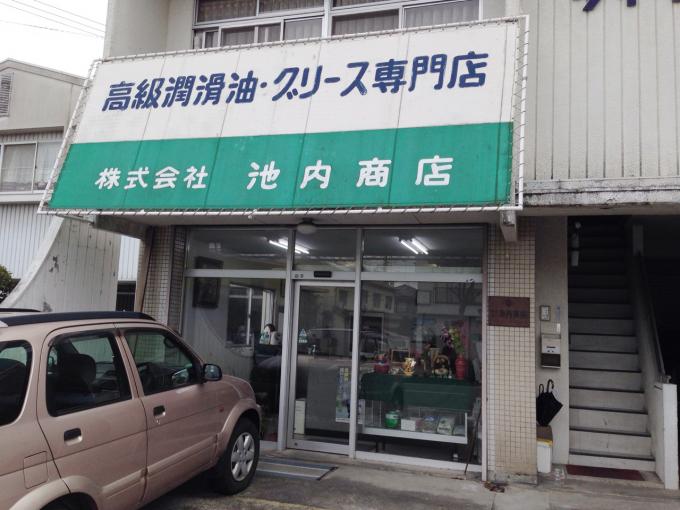 高級潤滑油・グリース専門店
株式会社 池内商店